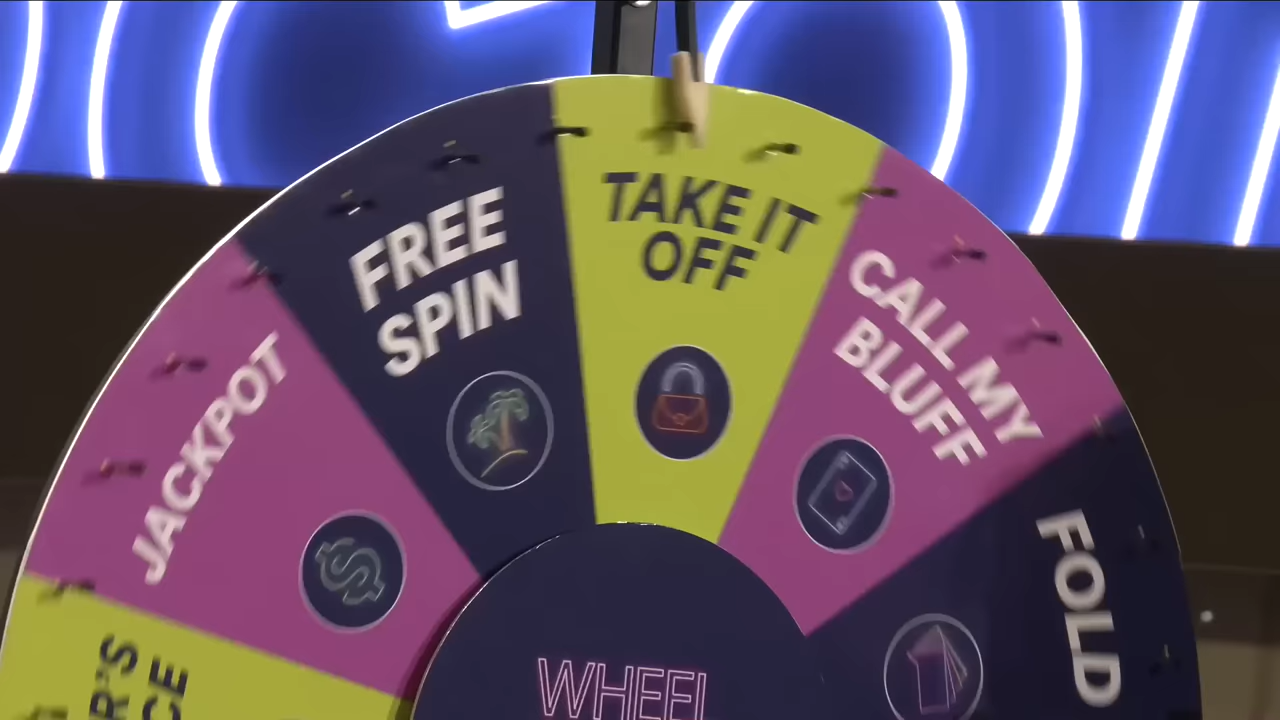 FREE
SPIN
TAKE IT
OFF
CALL MY
BLUFF
JACKPOT
FOLD
WHEEL